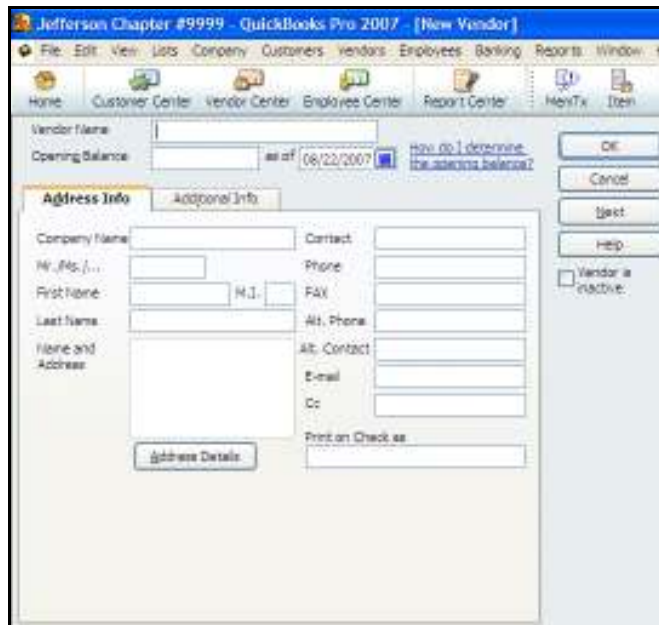 Jefferson Chapter #9999 - QuickBooks Pro 2007 - [New Vendor]
File Edit View Lists Company Customers Vendors Employees Banking Reports Window
Home Customer Center Vendor Center Employee Center Report Center MemTx Item
Vendor Name
Opening Balance as of 08/22/2007 How do I determine
the opening balance?
OK
Cancel
Next
Help
Vendor is
inactive
Address Info Additional Info
Company Name Contact
Mr./Ms./... Phone
First Name M.I. FAX
Last Name Alt. Phone
Name and
Address
Alt. Contact
E-mail
Cc
Print on Check as
Address Details